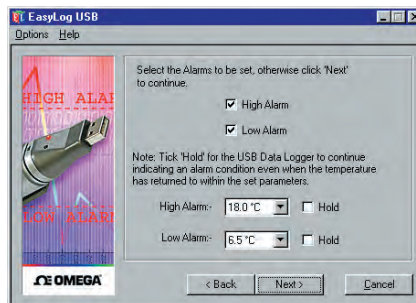 EasyLog USB
Options Help
HIGH ALAR
LOW ALARM
Select the Alarms to be set, otherwise click 'Next'
to continue.
High Alarm
Low Alarm
Note: Tick 'Hold' for the USB Data Logger to continue
indicating an alarm condition even when the temperature
has returned to within the set parameters.
High Alarm:- 18.0 °C Hold
Low Alarm:- 6.5 °C Hold
OMEGA
< Back Next > Cancel